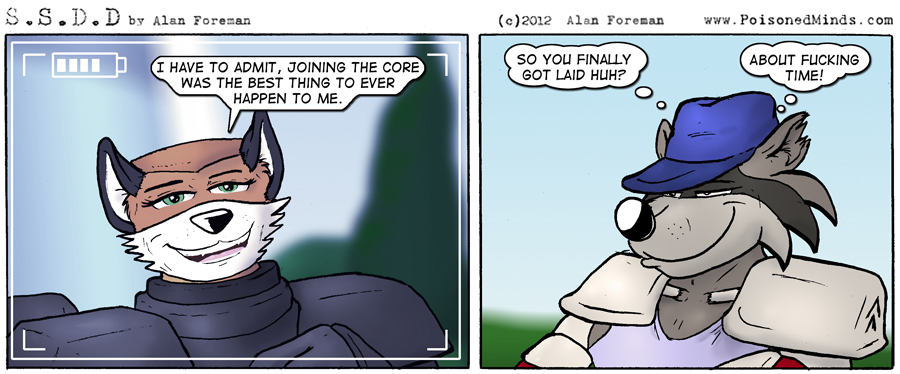 S.S.D.D by Alan Foreman
(c)2012 Alan Foreman www.PoisonedMinds.com
I HAVE TO ADMIT, JOINING THE CORE
WAS THE BEST THING TO EVER
HAPPEN TO ME.
SO YOU FINALLY
GOT LAID HUH?
ABOUT FUCKING
TIME!